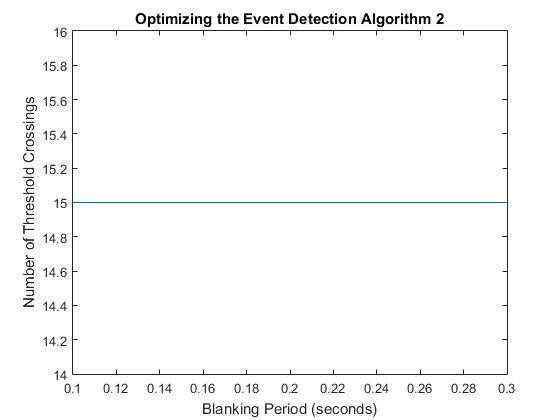 Optimizing the Event Detection Algorithm 2
Number of Threshold Crossings
16
15.8
15.6
15.4
15.2
15
14.8
14.6
14.4
14.2
14
0.1 0.12 0.14 0.16 0.18 0.2 0.22 0.24 0.26 0.28 0.3
Blanking Period (seconds)